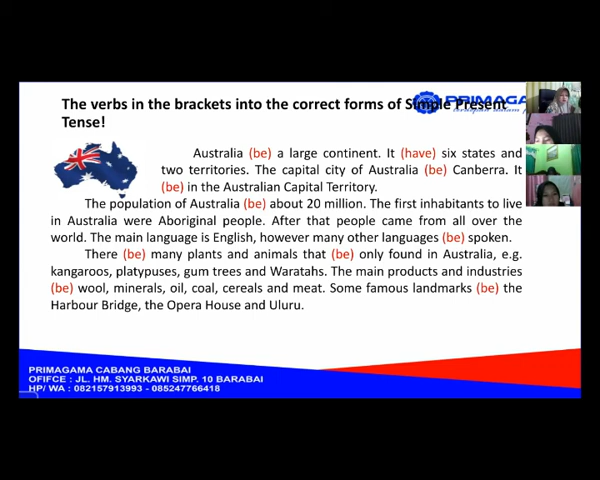 The verbs in the brackets into the correct forms of Simple Present
PRIMAGA
Tense!
Australia (be) a large continent. It (have) six states and
two territories. The capital city of Australia (be) Canberra. It
(be) in the Australian Capital Territory.
The population of Australia (be) about 20 million. The first inhabitants to live
in Australia were Aboriginal people. After that people came from all over the
world. The main language is English, however many other languages (be) spoken.
There (be) many plants and animals that (be) only found in Australia, e.g.
kangaroos, platypuses, gum trees and Waratahs. The main products and industries
(be) wool, minerals, oil, coal, cereals and meat. Some famous landmarks (be) the
Harbour Bridge, the Opera House and Uluru.
PRIMAGAMA CABANG BARABAI
OFIFCE : JL. HM. SYARKAWI SIMP. 10 BARABAI
HP/ WA : 082157913993 - 085247766418